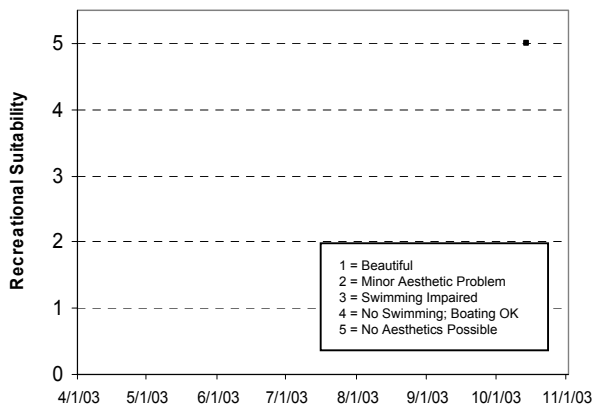 Recreational Suitability
5
4
3
2
1
0
1 = Beautiful
2 = Minor Aesthetic Problem
3 = Swimming Impaired
4 = No Swimming; Boating OK
5 = No Aesthetics Possible
4/1/03 5/1/03 6/1/03 7/1/03 8/1/03 9/1/03 10/1/03 11/1/03